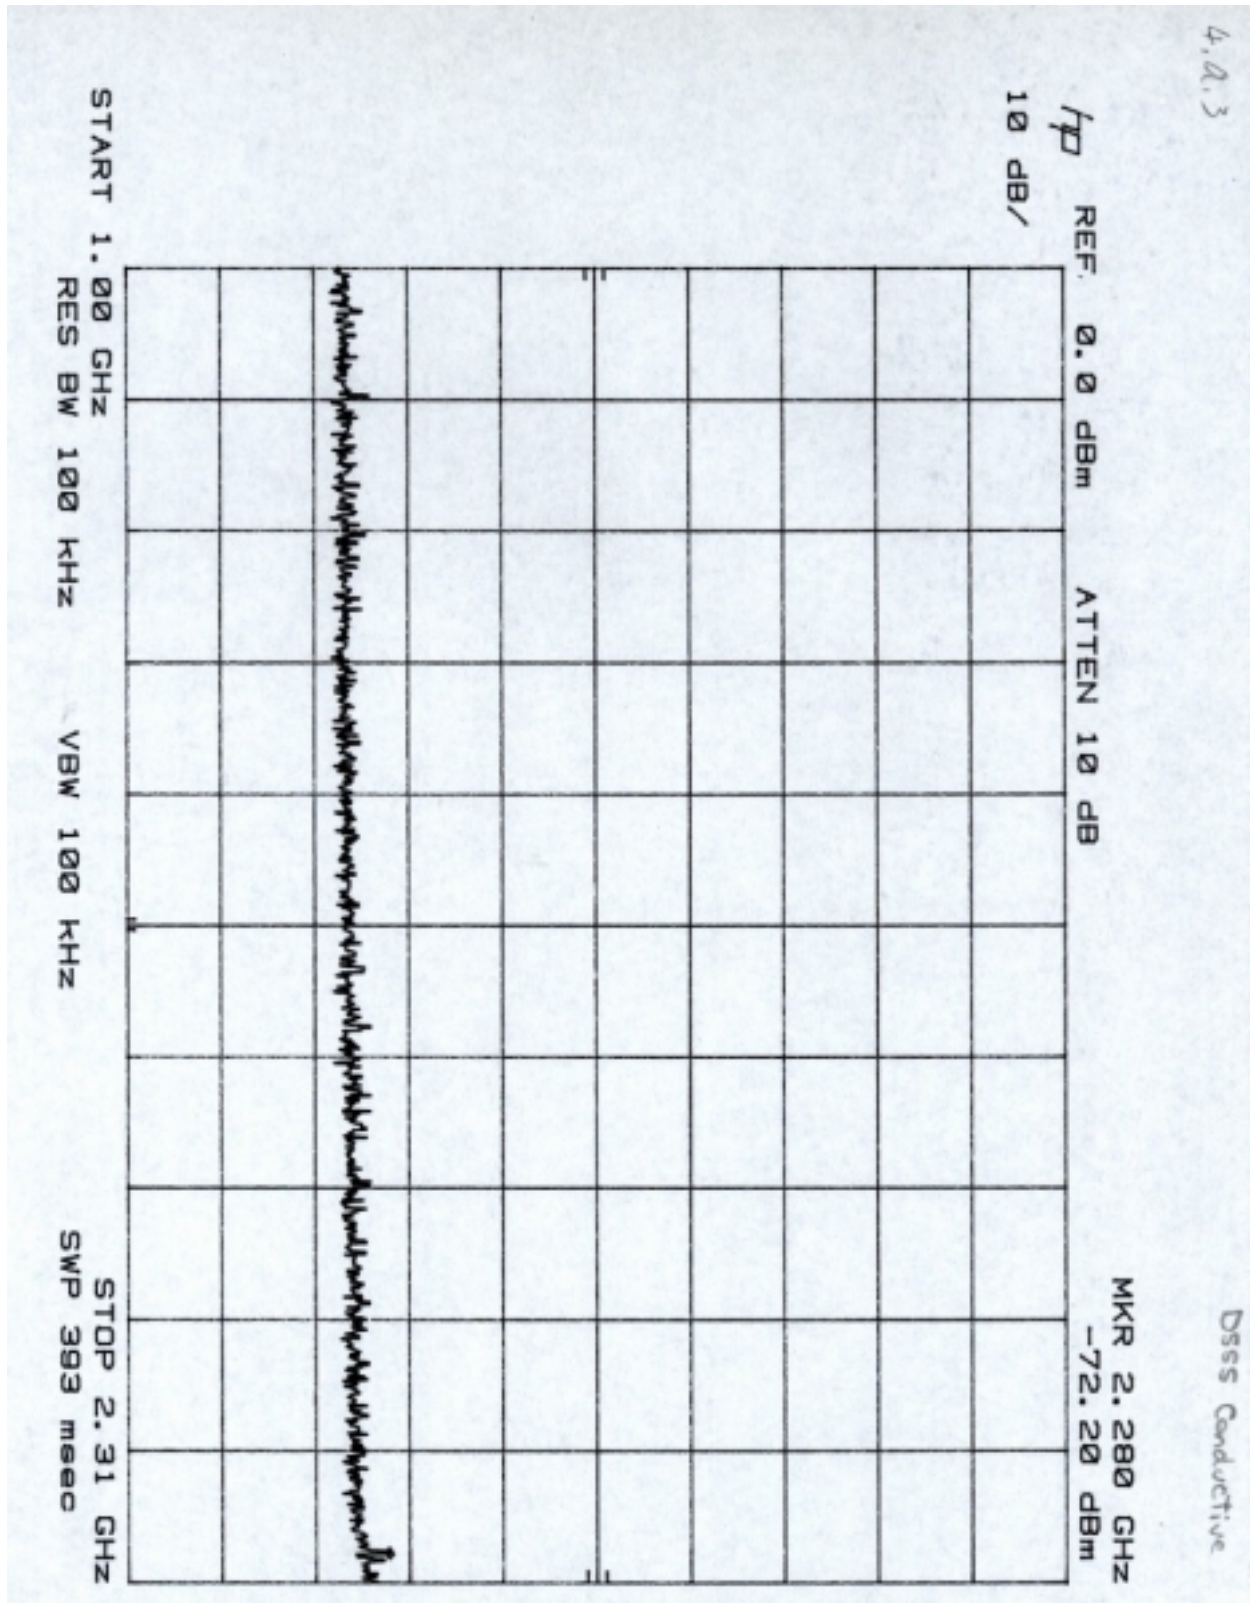 4.a.3
DSSS Conductive
hp REF 0.0 dBm ATTEN 10 dB
MKR 2.280 GHz
-72.20 dBm
10 dB/
START 1.00 GHz
STOP 2.31 GHz
RES BW 100 kHz VBW 100 kHz SWP 393 msec